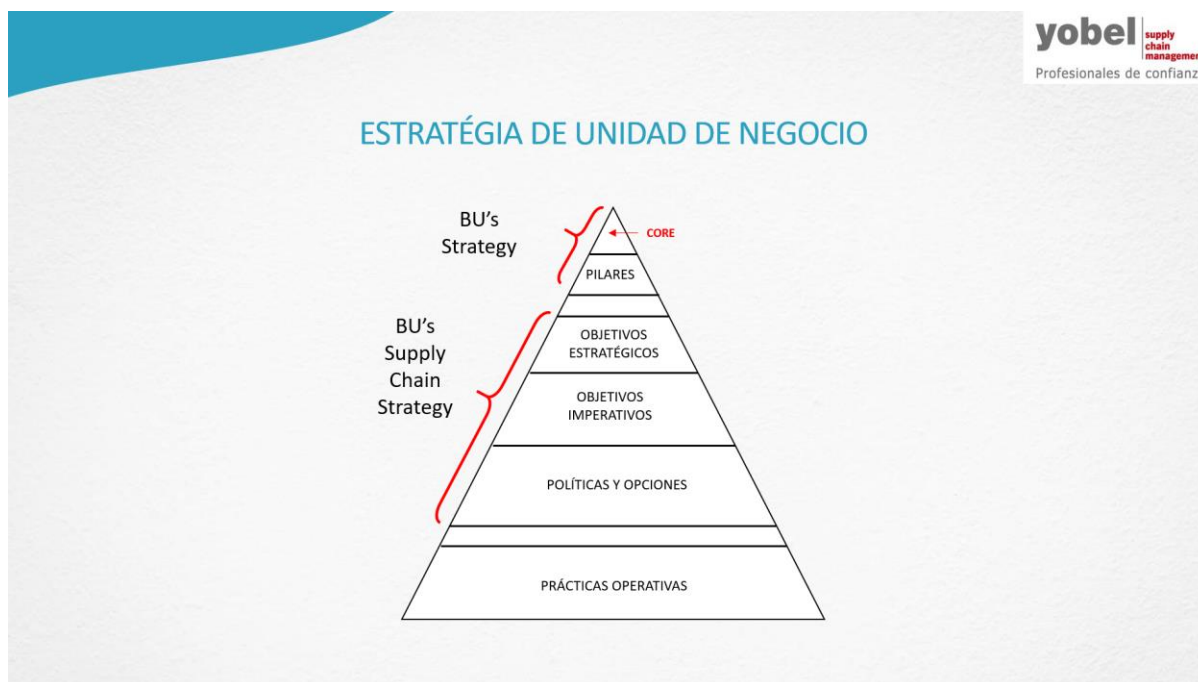 yobel
supply
chain
managemen
Profesionales de confianz
ESTRATÉGIA DE UNIDAD DE NEGOCIO
BU's
Strategy
CORE
PILARES
BU's
Supply
Chain
Strategy
OBJETIVOS
ESTRATÉGICOS
OBJETIVOS
IMPERATIVOS
POLÍTICAS Y OPCIONES
PRÁCTICAS OPERATIVAS